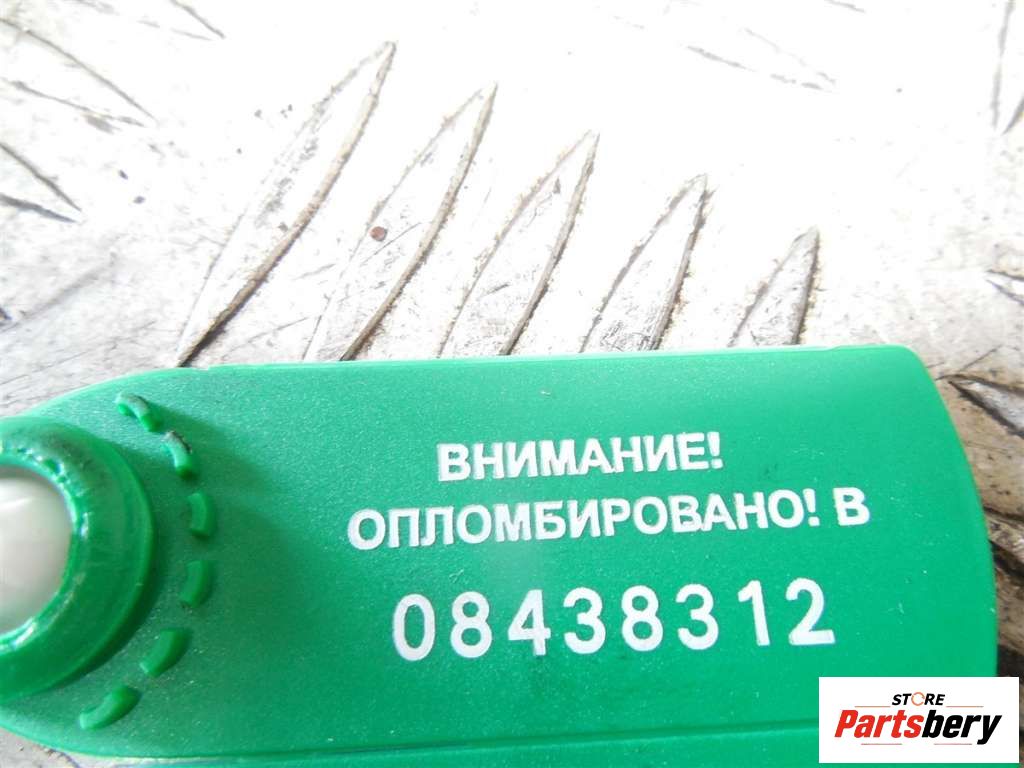 ВНИМАНИЕ!
ОПЛОМБИРОВАНО! В
08438312
STORE
Partsbery